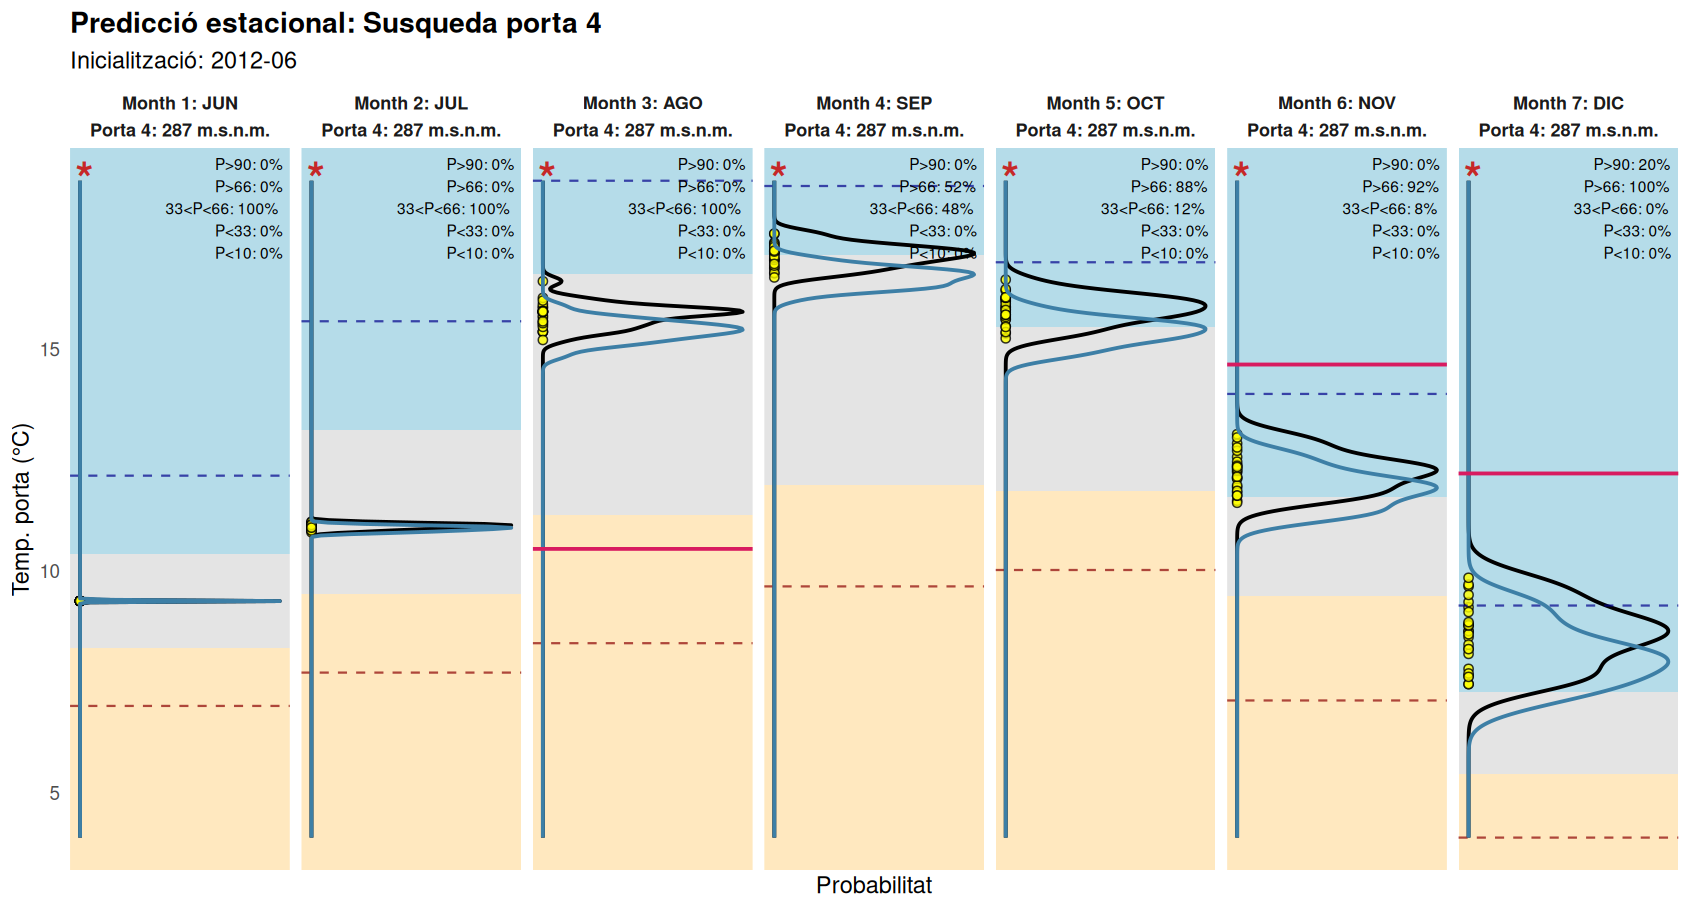 Predicció estacional: Susqueda porta 4
Inicialització: 2012-06
Month 1: JUN
Porta 4: 287 m.s.n.m.
Month 2: JUL
Porta 4: 287 m.s.n.m.
Month 3: AGO
Porta 4: 287 m.s.n.m.
Month 4: SEP
Porta 4: 287 m.s.n.m.
Month 5: OCT
Porta 4: 287 m.s.n.m.
Month 6: NOV
Porta 4: 287 m.s.n.m.
Month 7: DIC
Porta 4: 287 m.s.n.m.
*
P>90: 0%
P>66: 0%
33<P<66: 100%
P<33: 0%
P<10: 0%
*
P>90: 0%
P>66: 0%
33<P<66: 100%
P<33: 0%
P<10: 0%
*
P>90: 0%
P>66: 0%
33<P<66: 100%
P<33: 0%
P<10: 0%
*
P>90: 0%
P>66: 52%
33<P<66: 48%
P<33: 0%
P<10: 0%
*
P>90: 0%
P>66: 88%
33<P<66: 12%
P<33: 0%
P<10: 0%
*
P>90: 0%
P>66: 92%
33<P<66: 8%
P<33: 0%
P<10: 0%
*
P>90: 20%
P>66: 100%
33<P<66: 0%
P<33: 0%
P<10: 0%
15
10
5
Temp. porta (°C)
Probabilitat